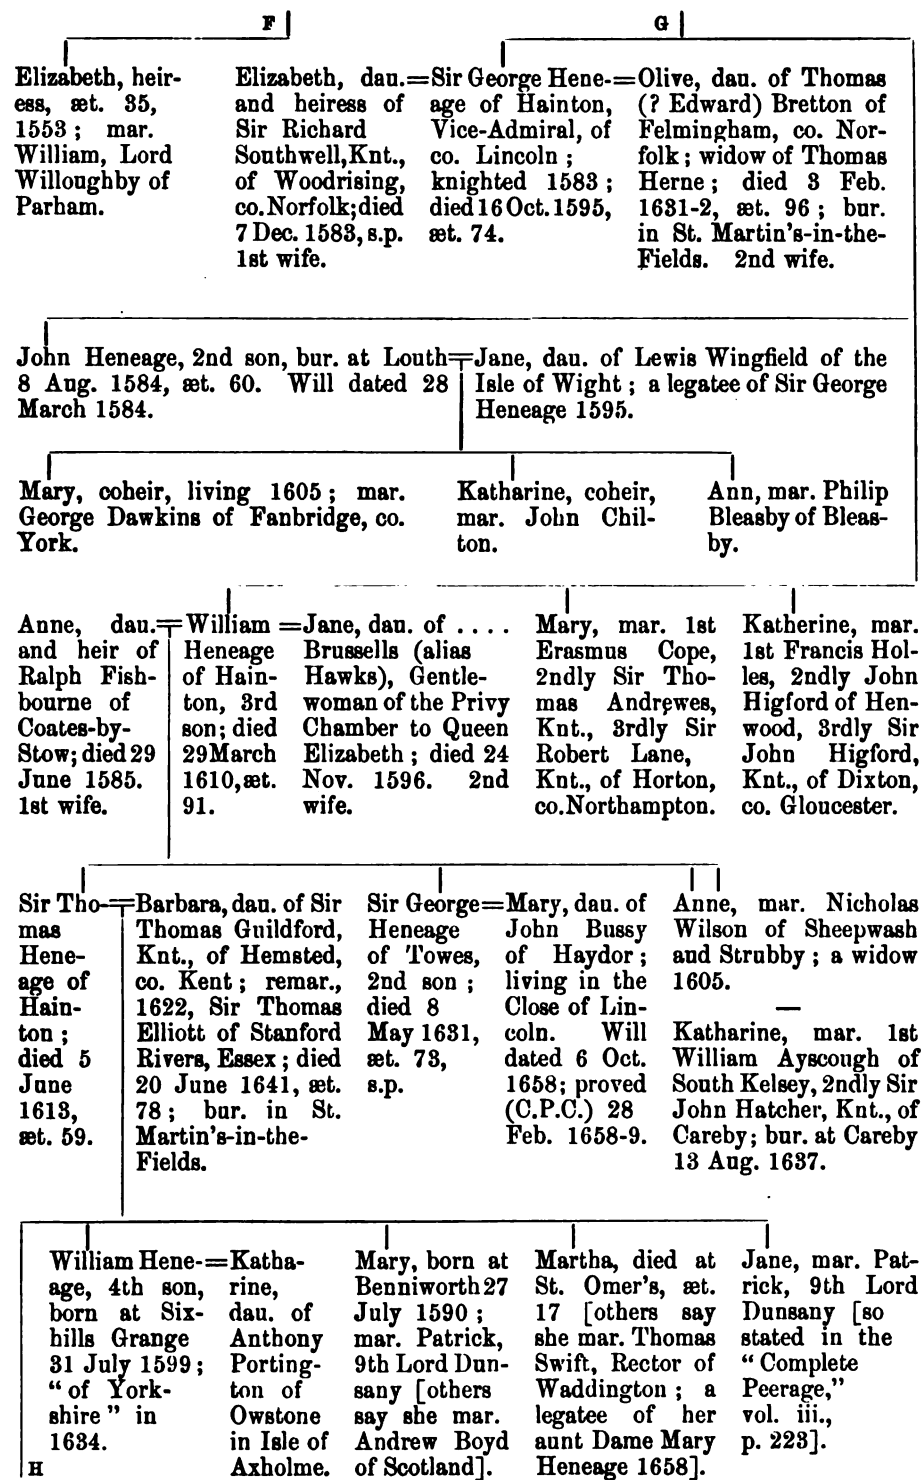 F
G
Elizabeth, heir-
ess, æt. 35,
1553 ; mar.
William, Lord
Willoughby of
Parham.
Elizabeth, dau.=
and heiress of
Sir Richard
Southwell, Knt.,
of Woodrising,
co. Norfolk; died
7 Dec. 1583, s.p.
1st wife.
Sir George Hene-=
age of Hainton,
Vice-Admiral, of
co. Lincoln ;
knighted 1583 ;
died 16 Oct. 1595,
æt. 74.
Olive, dau. of Thomas
(? Edward) Bretton of
Felmingham, co. Nor-
folk ; widow of Thomas
Herne ; died 3 Feb.
1631-2, æt. 96 ; bur.
in St. Martin's-in-the-
Fields. 2nd wife.
John Heneage, 2nd son, bur. at Louth=
8 Aug. 1584, æt. 60. Will dated 28
March 1584.
Jane, dau. of Lewis Wingfield of the
Isle of Wight ; a legatee of Sir George
Heneage 1595.
Mary, coheir, living 1605 ; mar.
George Dawkins of Fanbridge, co.
York.
Katharine, coheir,
mar. John Chil-
ton.
Ann, mar. Philip
Bleasby of Bleas-
by.
Anne, dau.=
and heir of
Ralph Fish-
bourne of
Coates-by-
Stow; died 29
June 1585.
1st wife.
William =
Heneage
of Hain-
ton, 3rd
son; died
29 March
1610, æt.
91.
Jane, dau. of . . . .
Brussells (alias
Hawks), Gentle-
woman of the Privy
Chamber to Queen
Elizabeth ; died 24
Nov. 1596. 2nd
wife.
Mary, mar. 1st
Erasmus Cope,
2ndly Sir Tho-
mas Andrewes,
Knt., 3rdly Sir
Robert Lane,
Knt., of Horton,
co. Northampton.
Katherine, mar.
1st Francis Hol-
les, 2ndly John
Higford of Hen-
wood, 3rdly Sir
John Higford,
Knt., of Dixton,
co. Gloucester.
Sir Tho-=
mas
Hene-
age of
Hain-
ton ;
died 5
June
1613,
æt. 59.
Barbara, dau. of Sir
Thomas Guildford,
Knt., of Hemsted,
co. Kent ; remar.,
1622, Sir Thomas
Elliott of Stanford
Rivers, Essex ; died
20 June 1641, æt.
78 ; bur. in St.
Martin's-in-the-
Fields.
Sir George=
Heneage
of Towes,
2nd son ;
died 8
May 1631,
æt. 73,
s.p.
Mary, dau. of
John Bussy
of Haydor ;
living in the
Close of Lin-
coln. Will
dated 6 Oct.
1658; proved
(C.P.C.) 28
Feb. 1658-9.
Anne, mar. Nicholas
Wilson of Sheepwash
and Strubby ; a widow
1605.
—
Katharine, mar. 1st
William Ayscough of
South Kelsey, 2ndly Sir
John Hatcher, Knt., of
Careby; bur. at Careby
13 Aug. 1637.
William Hene-=
age, 4th son,
born at Six-
hills Grange
31 July 1599 ;
" of York-
shire " in
1634.
Katha-
rine,
dau. of
Anthony
Porting-
ton of
Owstone
in Isle of
Axholme.
Mary, born at
Benniworth 27
July 1590 ;
mar. Patrick,
9th Lord Dun-
sany [others
say she mar.
Andrew Boyd
of Scotland].
Martha, died at
St. Omer's, æt.
17 [others say
she mar. Thomas
Swift, Rector of
Waddington ; a
legatee of her
aunt Dame Mary
Heneage 1658].
Jane, mar. Pat-
rick, 9th Lord
Dunsany [so
stated in the
" Complete
Peerage,"
vol. iii.,
p. 223].
H